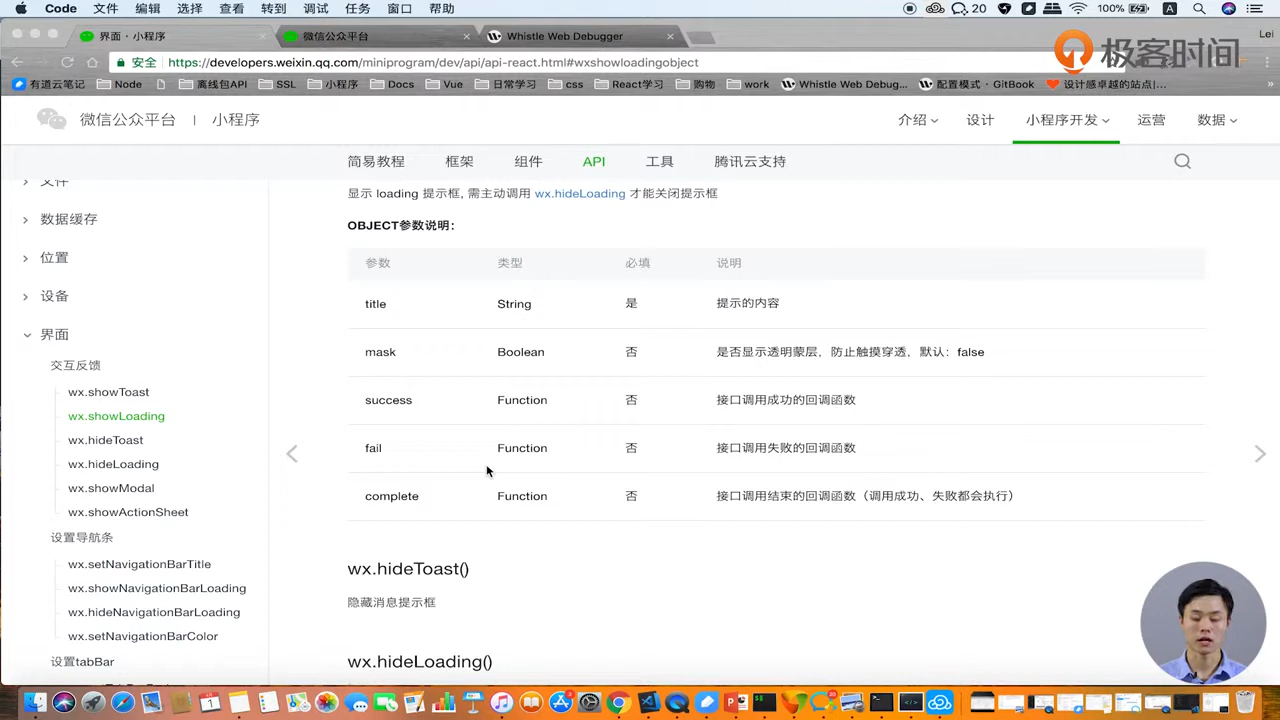 Code 文件 编辑 选择 查看 转到 调试 任务 窗口 帮助 20 100% A
界面 · 小程序 微信公众平台 Whistle Web Debugger Lei
安全 https://developers.weixin.qq.com/miniprogram/dev/api/api-react.html#wxshowloadingobject
极客时间
有道云笔记 Node 离线包API SSL 小程序 Docs Vue 日常学习 css React学习 购物 work Whistle Web Debug... 配置模式 · GitBook 设计感卓越的站点|... »
微信公众平台 | 小程序 介绍 设计 小程序开发 运营 数据
简易教程 框架 组件 API 工具 腾讯云支持
文件
数据缓存
位置
设备
界面
交互反馈
wx.showToast
wx.showLoading
wx.hideToast
wx.hideLoading
wx.showModal
wx.showActionSheet
设置导航条
wx.setNavigationBarTitle
wx.showNavigationBarLoading
wx.hideNavigationBarLoading
wx.setNavigationBarColor
设置tabBar
显示 loading 提示框, 需主动调用 wx.hideLoading 才能关闭提示框
OBJECT参数说明：
参数 类型 必填 说明
title String 是 提示的内容
mask Boolean 否 是否显示透明蒙层，防止触摸穿透，默认：false
success Function 否 接口调用成功的回调函数
fail Function 否 接口调用失败的回调函数
complete Function 否 接口调用结束的回调函数（调用成功、失败都会执行）
wx.hideToast()
隐藏消息提示框
wx.hideLoading()